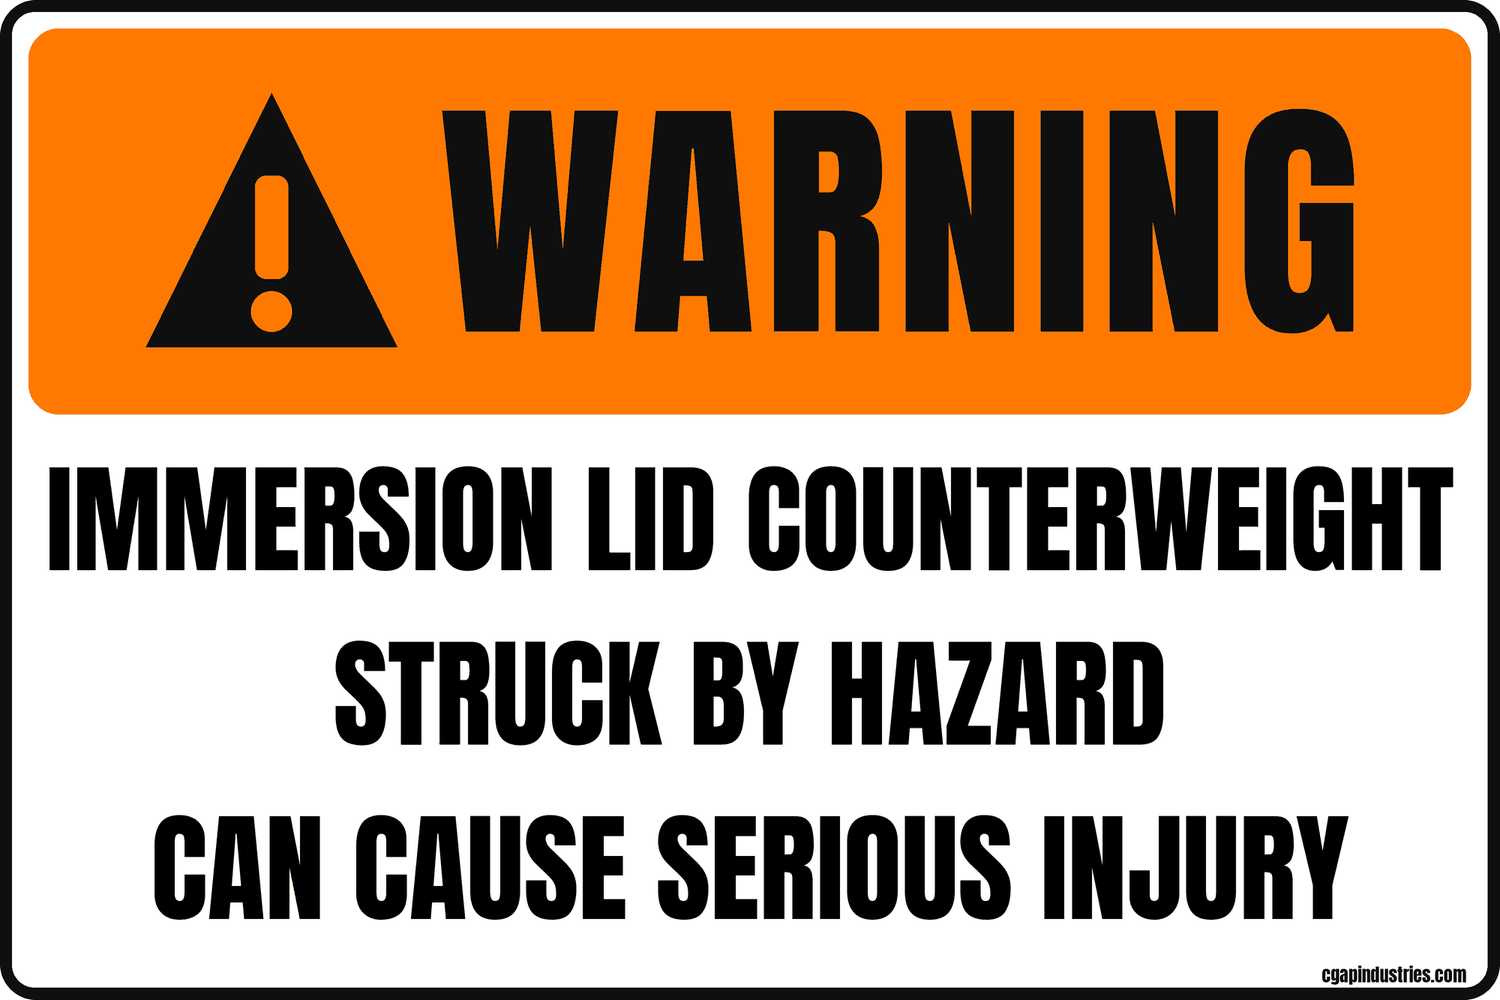 WARNING
IMMERSION LID COUNTERWEIGHT
STRUCK BY HAZARD
CAN CAUSE SERIOUS INJURY
cgapindustries.com